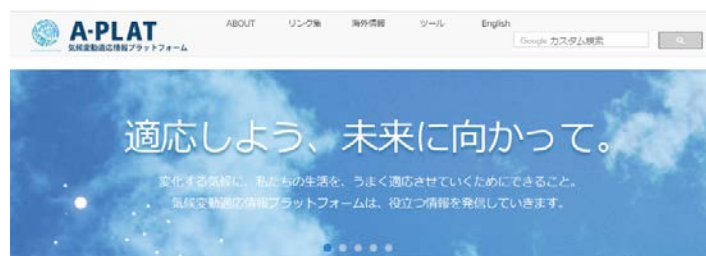 A-PLAT
気候変動適応情報プラットフォーム
ABOUT
リンク集
海外情報
ツール
English
Google カスタム検索
適応しよう、未来に向かって。
変化する気候に、私たちの生活を、うまく適応させていくためにできること。
気候変動適応情報プラットフォームは、役立つ情報を発信していきます。